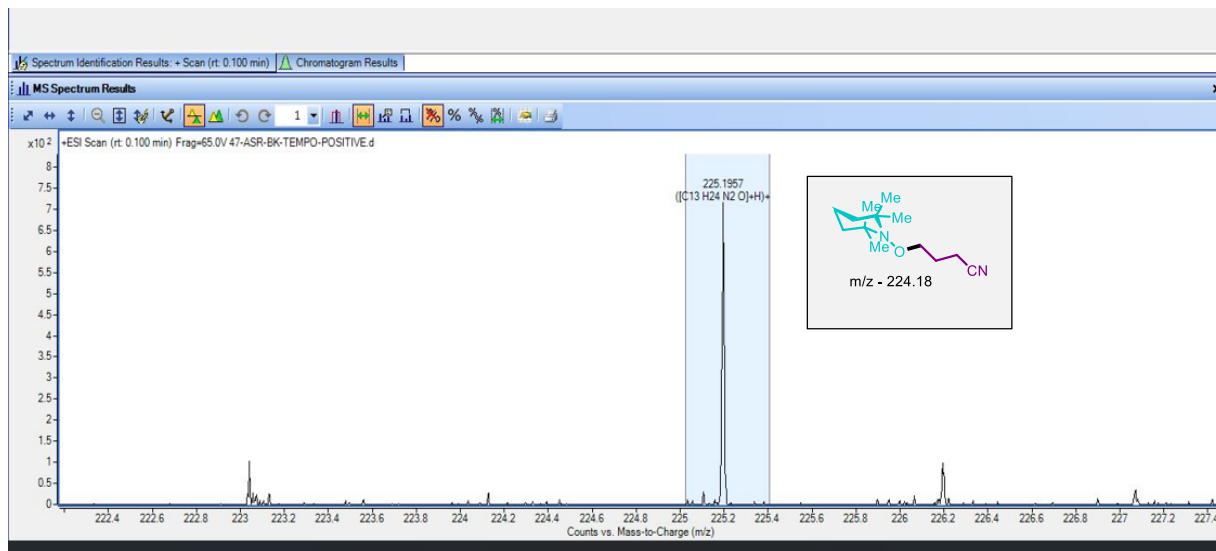 Spectrum Identification Results: + Scan (rt: 0.100 min) Chromatogram Results
MS Spectrum Results
1
x10 2 +ESI Scan (rt: 0.100 min) Frag=65.0V 47-ASR-BK-TEMPO-POSITIVE.d
8
7.5
7
6.5
6
5.5
5
4.5
4
3.5
3
2.5
2
1.5
1
0.5
0
225.1957
([C13 H24 N2 O]+H)+
Me
Me
Me
N
Me
O
CN
m/z - 224.18
222.4 222.6 222.8 223 223.2 223.4 223.6 223.8 224 224.2 224.4 224.6 224.8 225 225.2 225.4 225.6 225.8 226 226.2 226.4 226.6 226.8 227 227.2 227.4
Counts vs. Mass-to-Charge (m/z)